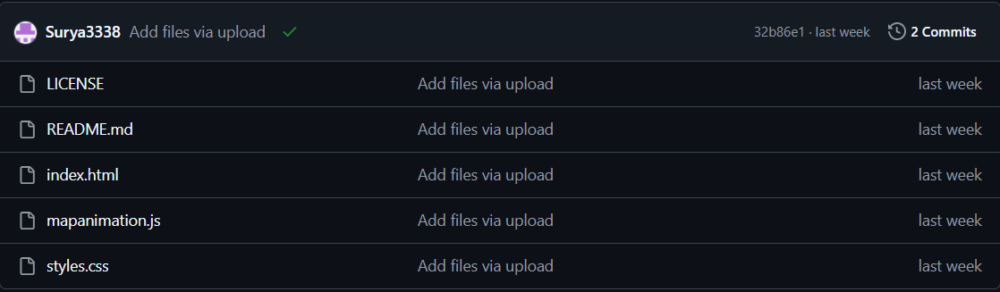 Surya3338 Add files via upload 32b86e1 · last week 2 Commits
LICENSE Add files via upload last week
README.md Add files via upload last week
index.html Add files via upload last week
mapanimation.js Add files via upload last week
styles.css Add files via upload last week